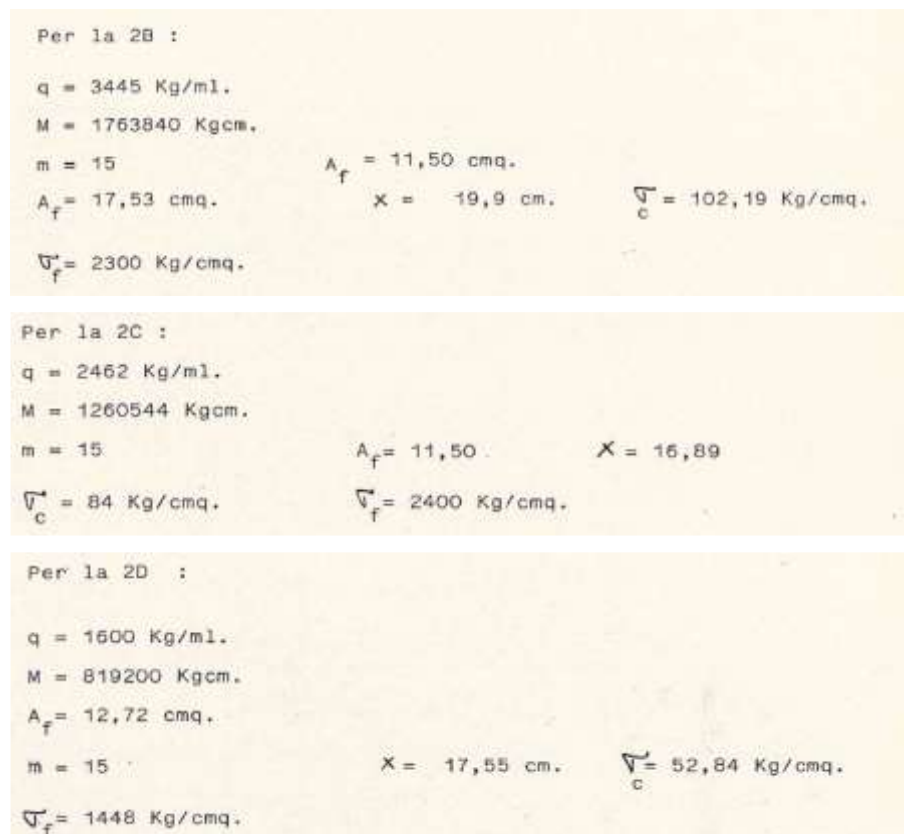 Per la 2B :
q = 3445 Kg/ml.
M = 1763840 Kgcm.
m = 15 A_f = 11,50 cmq.
A_f= 17,53 cmq. x = 19,9 cm. σ_c = 102,19 Kg/cmq.
σ_f= 2300 Kg/cmq.
Per la 2C :
q = 2462 Kg/ml.
M = 1260544 Kgcm.
m = 15 A_f= 11,50 X = 16,89
σ_c = 84 Kg/cmq. σ_f= 2400 Kg/cmq.
Per la 2D :
q = 1600 Kg/ml.
M = 819200 Kgcm.
A_f= 12,72 cmq.
m = 15 X = 17,55 cm. σ_c= 52,84 Kg/cmq.
σ_f= 1448 Kg/cmq.